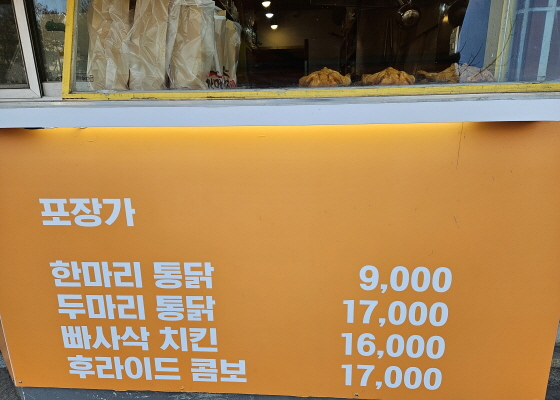 포장가
한마리 통닭 9,000
두마리 통닭 17,000
빠사삭 치킨 16,000
후라이드 콤보 17,000